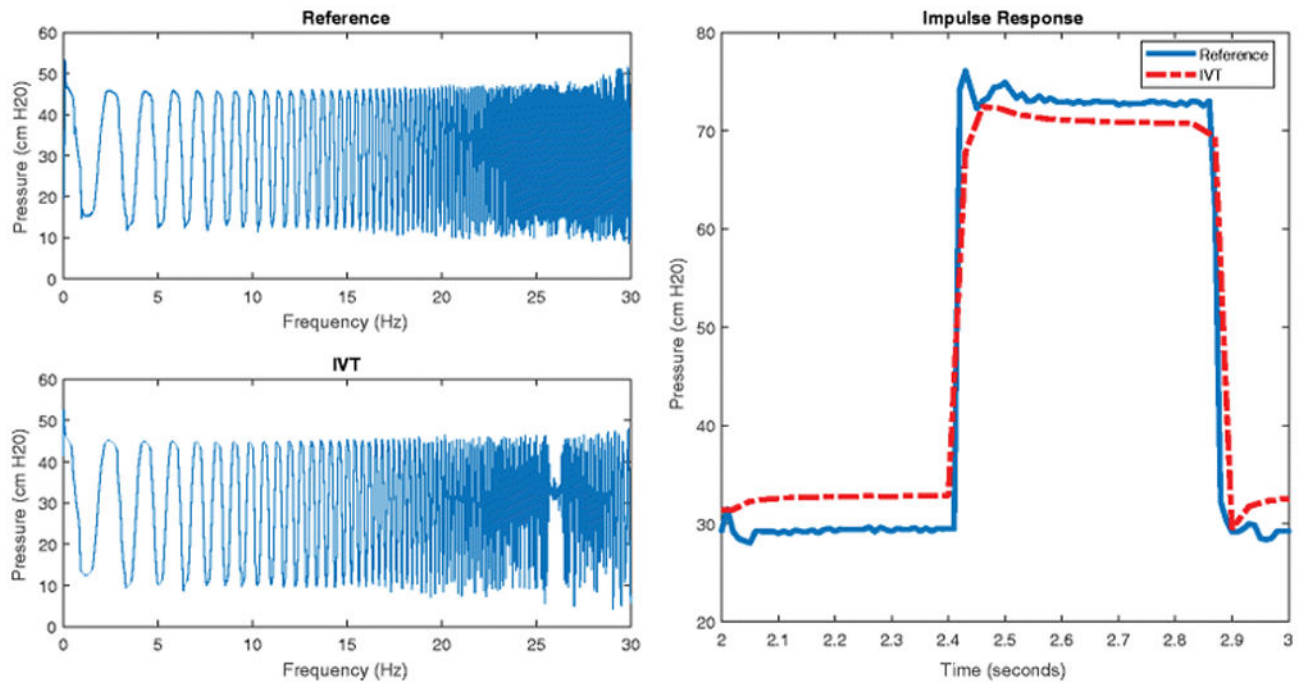 Reference
60
50
40
30
20
10
0
Pressure (cm H20)
0 5 10 15 20 25 30
Frequency (Hz)
IVT
60
50
40
30
20
10
0
Pressure (cm H20)
0 5 10 15 20 25 30
Frequency (Hz)
Impulse Response
80
70
60
50
40
30
20
Pressure (cm H20)
Reference
IVT
2 2.1 2.2 2.3 2.4 2.5 2.6 2.7 2.8 2.9 3
Time (seconds)